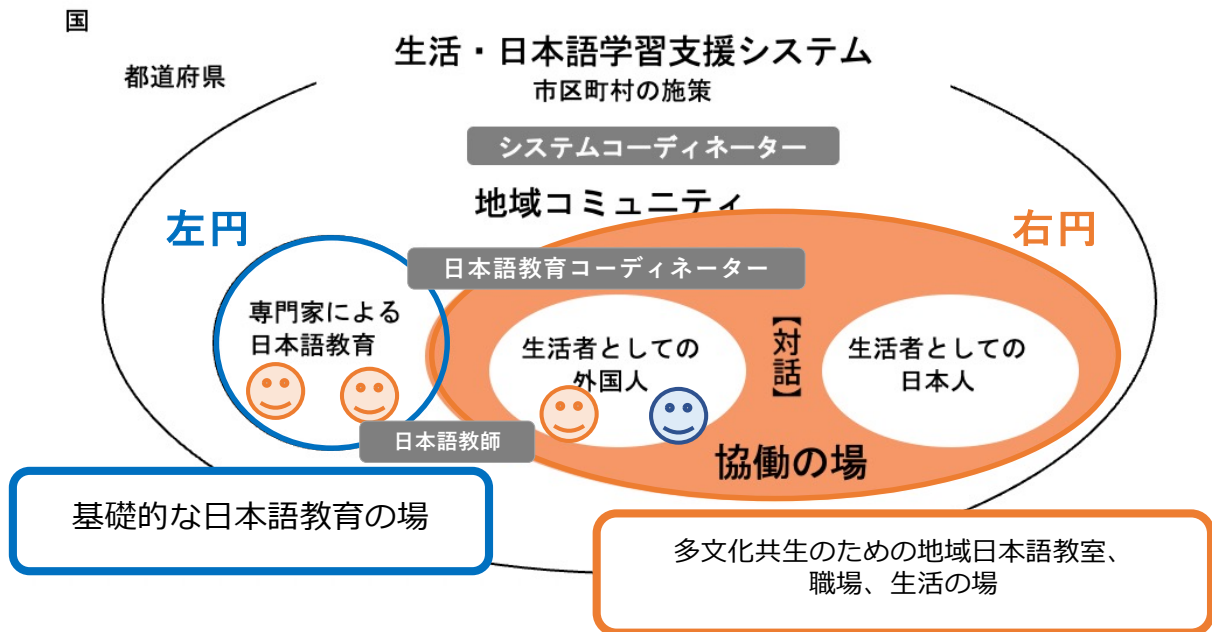 国
生活・日本語学習支援システム
都道府県
市区町村の施策
システムコーディネーター
地域コミュニティ
左円
右円
日本語教育コーディネーター
専門家による
日本語教育
生活者としての
外国人
【対話】
生活者としての
日本人
日本語教師
協働の場
基礎的な日本語教育の場
多文化共生のための地域日本語教室、
職場、生活の場